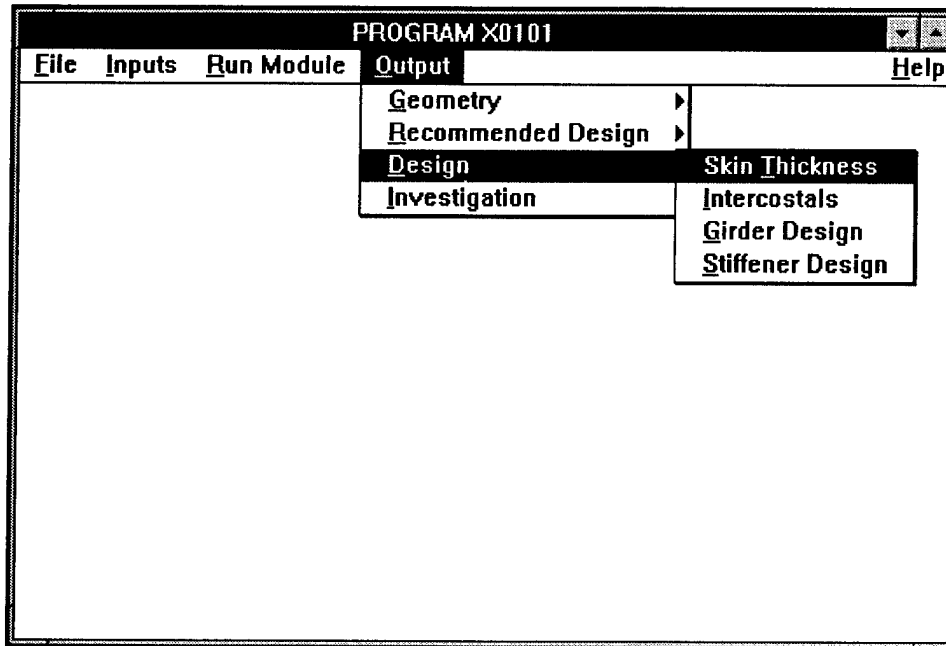 PROGRAM X0101
File Inputs Run Module Output Help
Geometry
Recommended Design
Design
Investigation
Skin Thickness
Intercostals
Girder Design
Stiffener Design